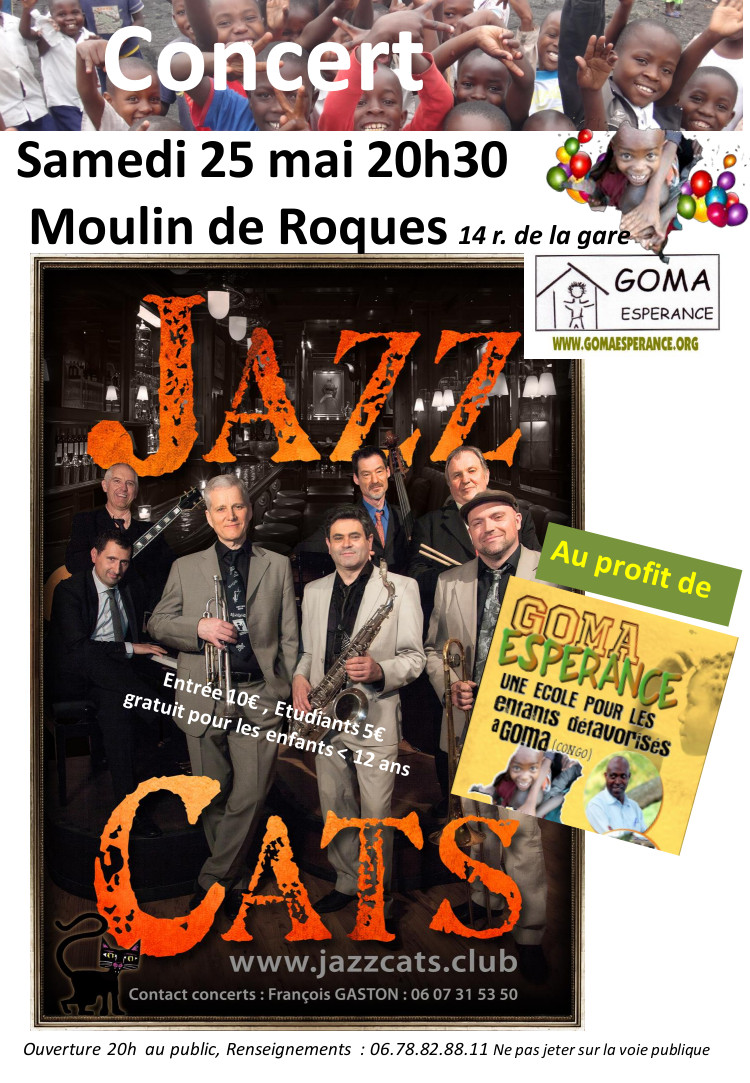 Concert
Samedi 25 mai 20h30
Moulin de Roques 14 r. de la gare
GOMA
ESPERANCE
WWW.GOMAESPERANCE.ORG
JAZZ
Au profit de
GOMA
ESPERANCE
UNE ECOLE POUR LES
enfants défavorisés
à GOMA (CONGO)
Entrée 10€ , Etudiants 5€
gratuit pour les enfants < 12 ans
CATS
www.jazzcats.club
Contact concerts : François GASTON : 06 07 31 53 50
Ouverture 20h au public, Renseignements : 06.78.82.88.11 Ne pas jeter sur la voie publique